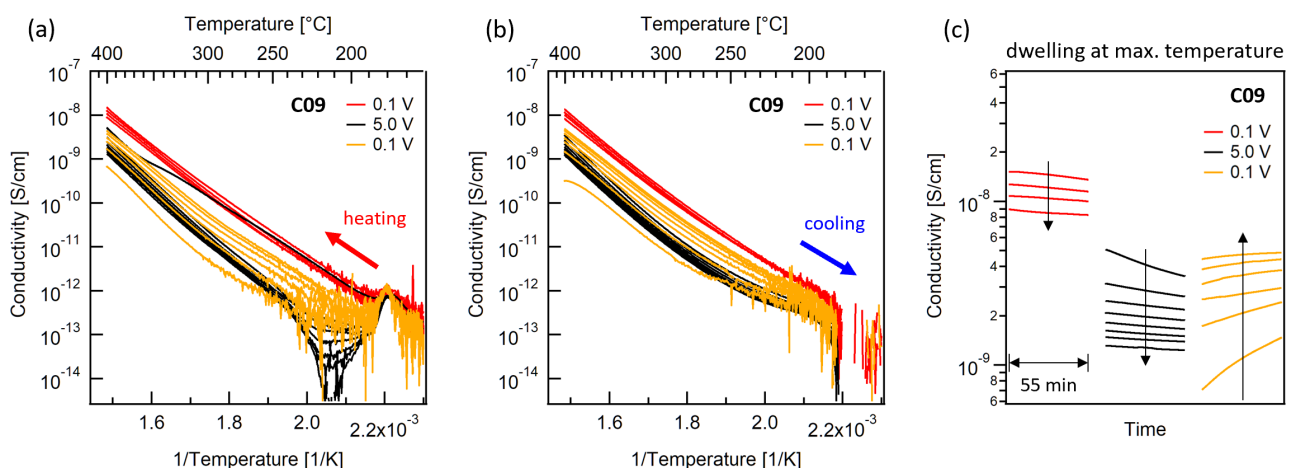 (a)
Temperature [°C]
400 300 250 200
10-7
10-8
10-9
10-10
10-11
10-12
10-13
10-14
Conductivity [S/cm]
C09
0.1 V
5.0 V
0.1 V
heating
1.6 1.8 2.0 2.2x10-3
1/Temperature [1/K]
(b)
Temperature [°C]
400 300 250 200
10-7
10-8
10-9
10-10
10-11
10-12
10-13
10-14
Conductivity [S/cm]
C09
0.1 V
5.0 V
0.1 V
cooling
1.6 1.8 2.0 2.2x10-3
1/Temperature [1/K]
(c)
dwelling at max. temperature
6
4
2
10-8
8
6
4
2
10-9
8
6
Conductivity [S/cm]
C09
0.1 V
5.0 V
0.1 V
55 min
Time